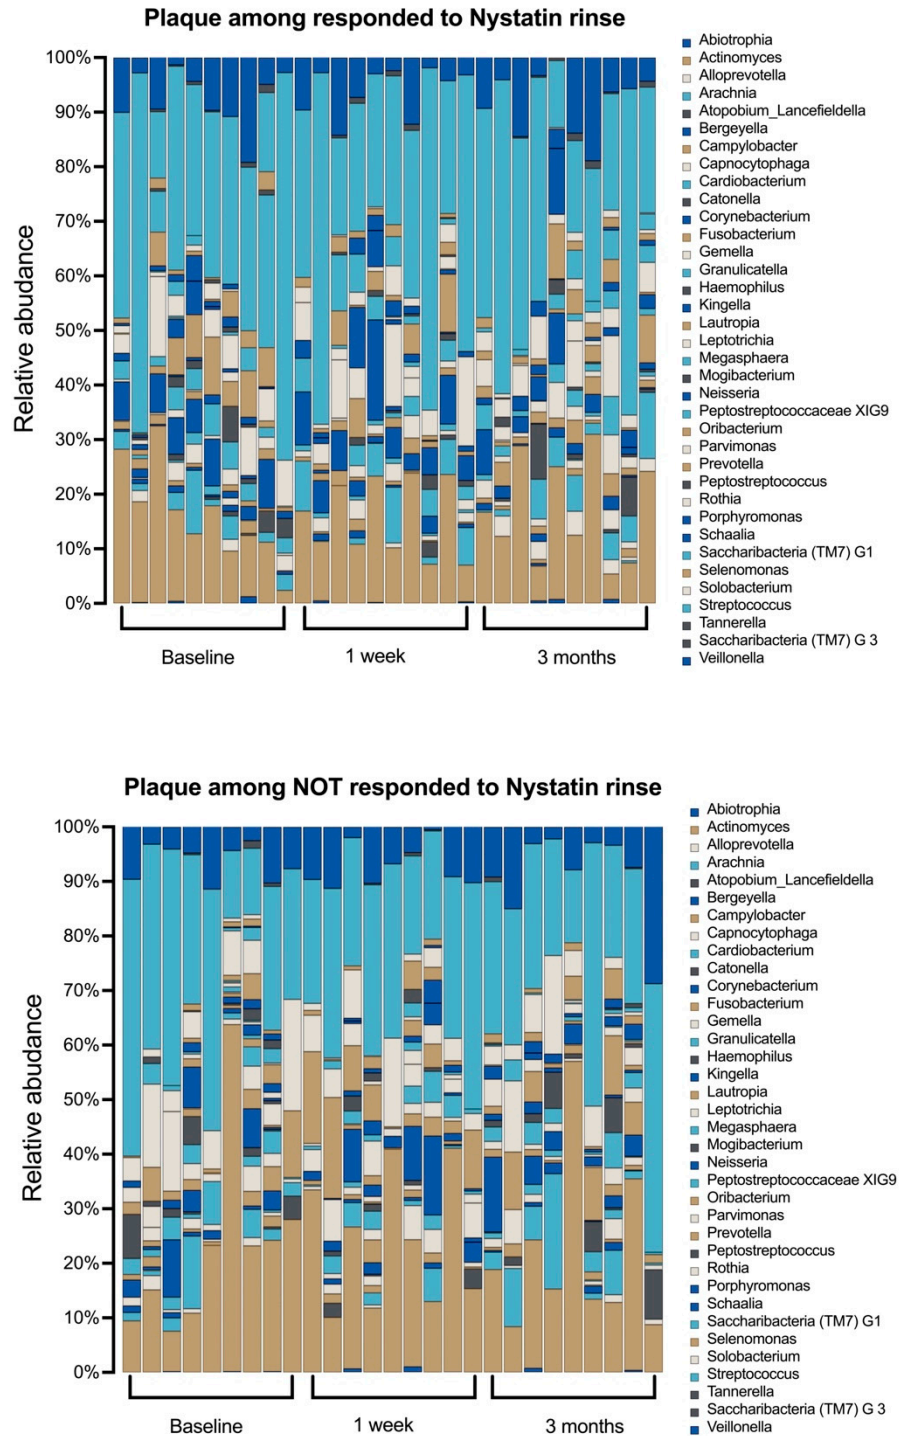 Plaque among responded to Nystatin rinse
Relative abudance
100%
90%
80%
70%
60%
50%
40%
30%
20%
10%
0%
Baseline
1 week
3 months
Abiotrophia
Actinomyces
Alloprevotella
Arachnia
Atopobium_Lancefieldella
Bergeyella
Campylobacter
Capnocytophaga
Cardiobacterium
Catonella
Corynebacterium
Fusobacterium
Gemella
Granulicatella
Haemophilus
Kingella
Lautropia
Leptotrichia
Megasphaera
Mogibacterium
Neisseria
Peptostreptococcaceae XIG9
Oribacterium
Parvimonas
Prevotella
Peptostreptococcus
Rothia
Porphyromonas
Schaalia
Saccharibacteria (TM7) G1
Selenomonas
Solobacterium
Streptococcus
Tannerella
Saccharibacteria (TM7) G 3
Veillonella
Plaque among NOT responded to Nystatin rinse
Relative abudance
100%
90%
80%
70%
60%
50%
40%
30%
20%
10%
0%
Baseline
1 week
3 months
Abiotrophia
Actinomyces
Alloprevotella
Arachnia
Atopobium_Lancefieldella
Bergeyella
Campylobacter
Capnocytophaga
Cardiobacterium
Catonella
Corynebacterium
Fusobacterium
Gemella
Granulicatella
Haemophilus
Kingella
Lautropia
Leptotrichia
Megasphaera
Mogibacterium
Neisseria
Peptostreptococcaceae XIG9
Oribacterium
Parvimonas
Prevotella
Peptostreptococcus
Rothia
Porphyromonas
Schaalia
Saccharibacteria (TM7) G1
Selenomonas
Solobacterium
Streptococcus
Tannerella
Saccharibacteria (TM7) G 3
Veillonella